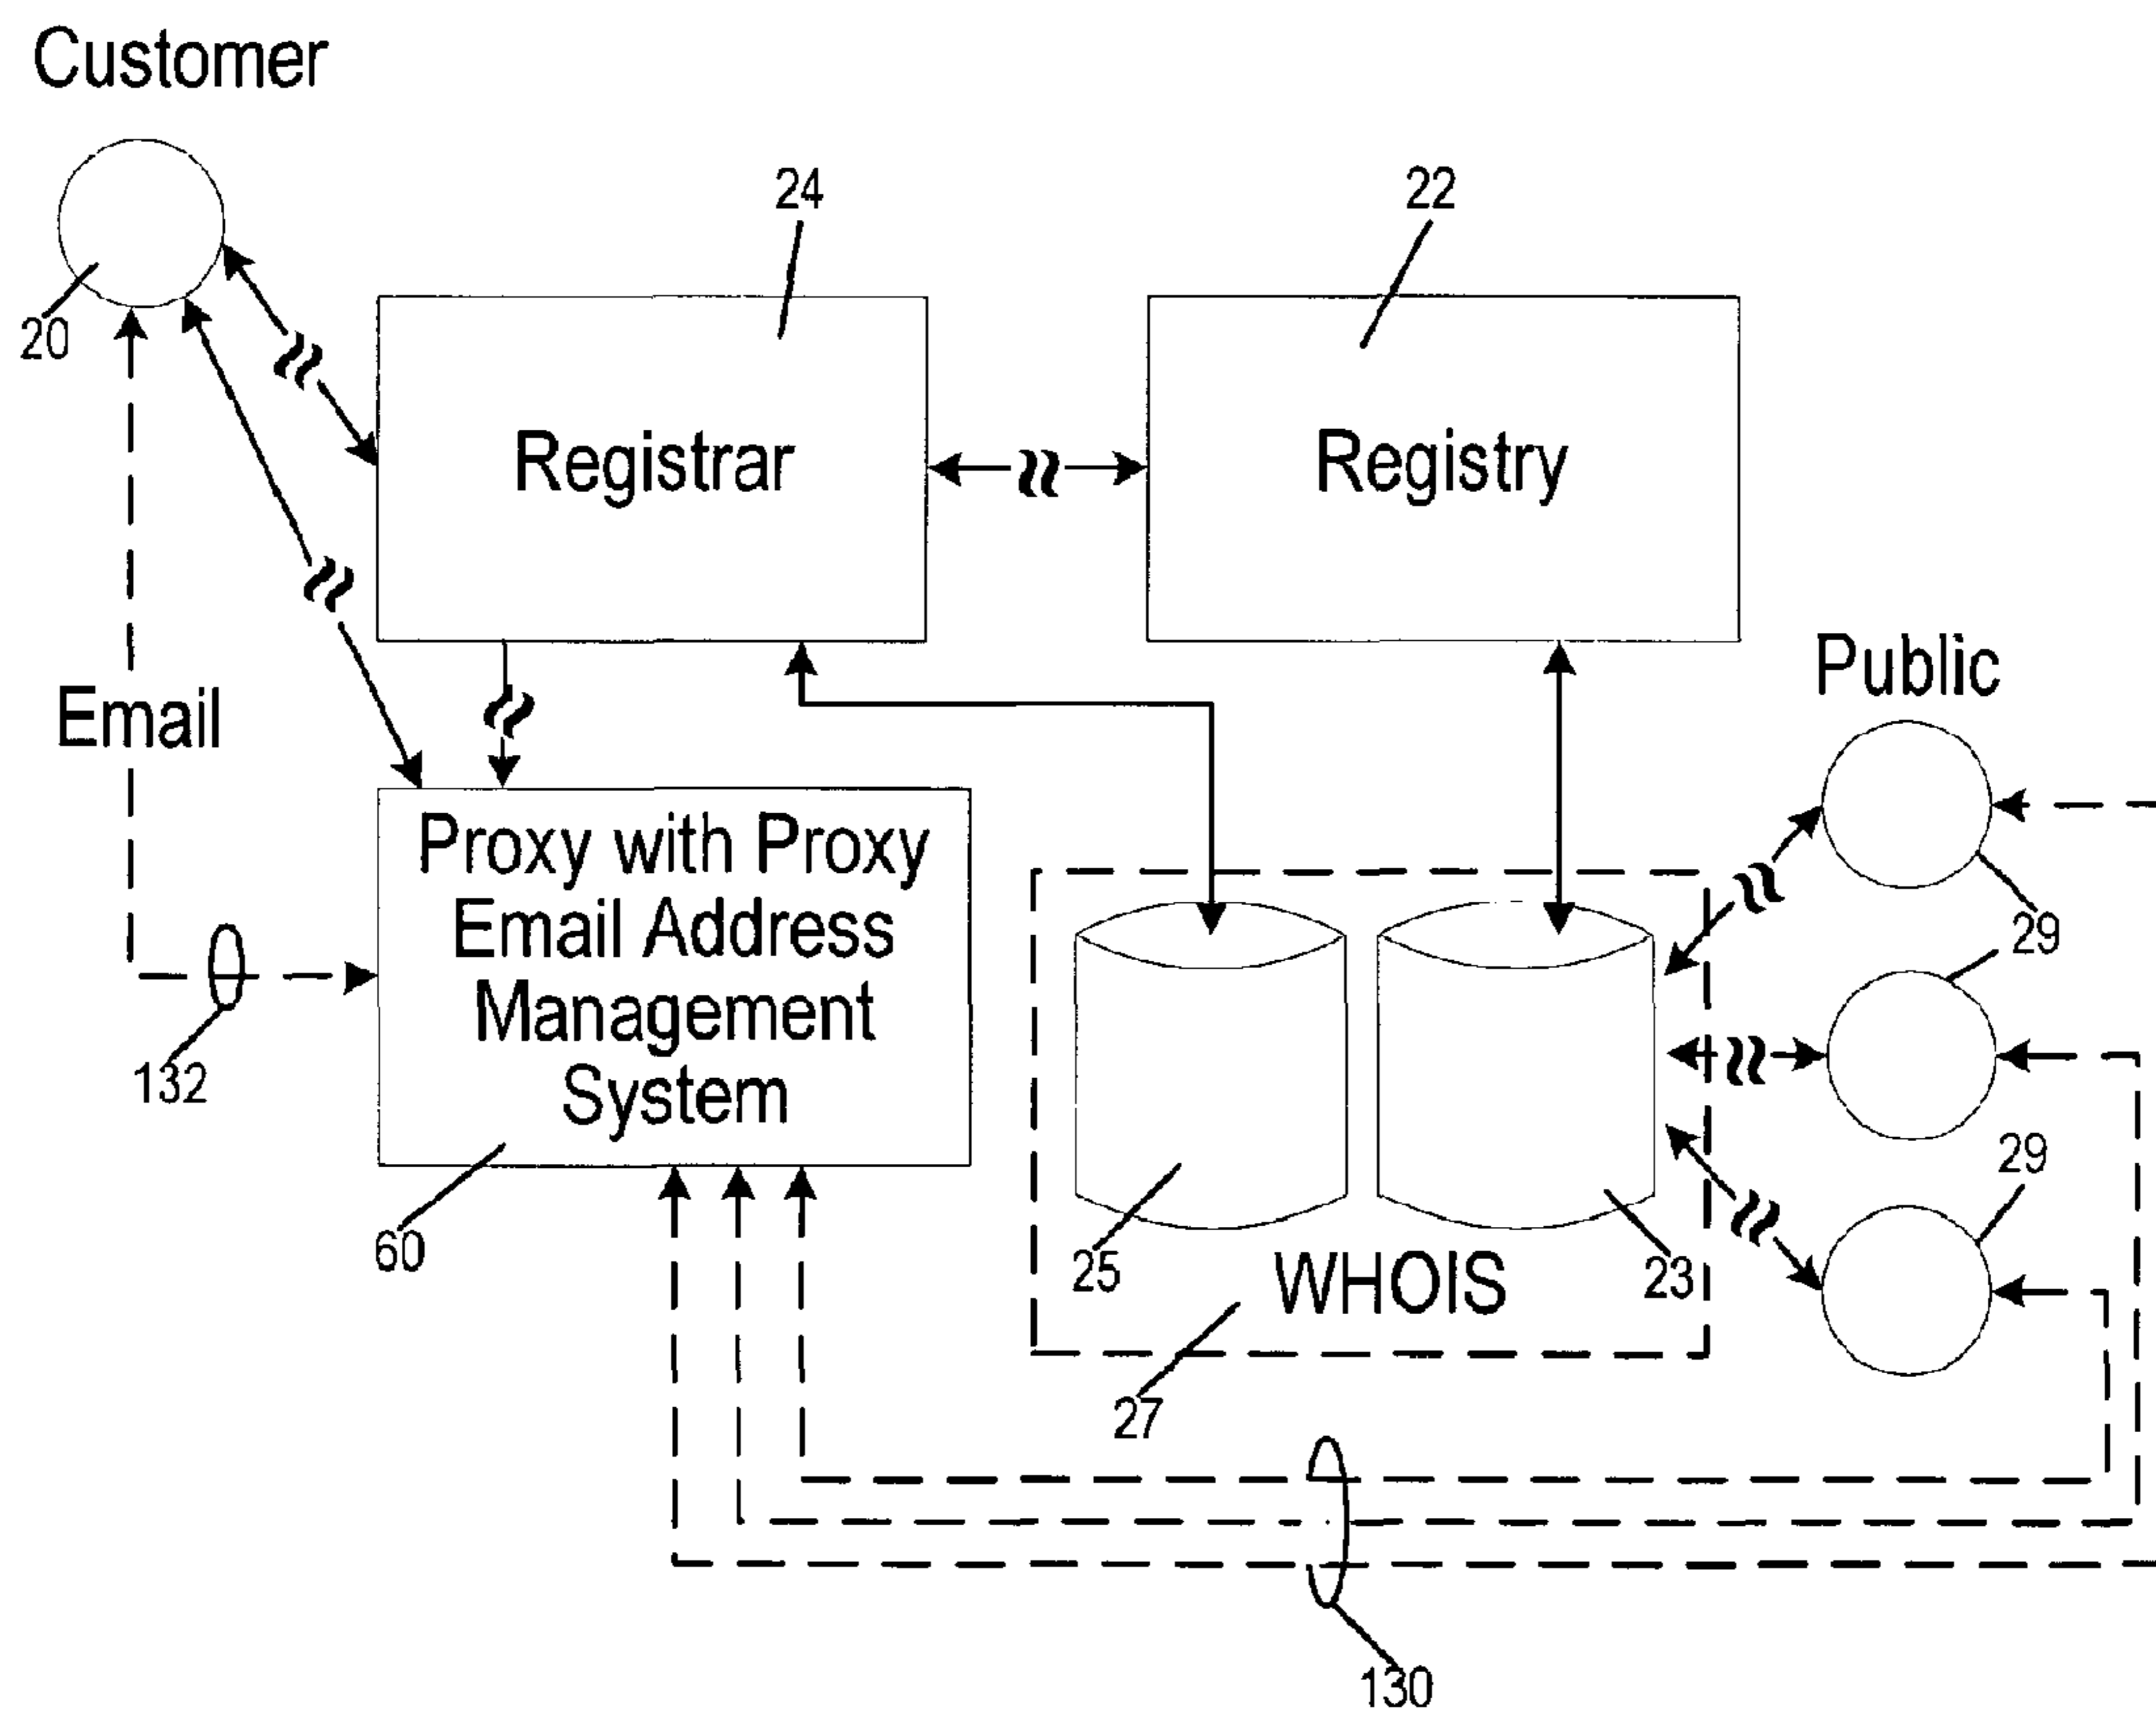 Customer
24
22
20
Registrar
Registry
Public
Email
Proxy with Proxy
Email Address
Management
System
29
29
132
29
60
25
WHOIS
23
27
130